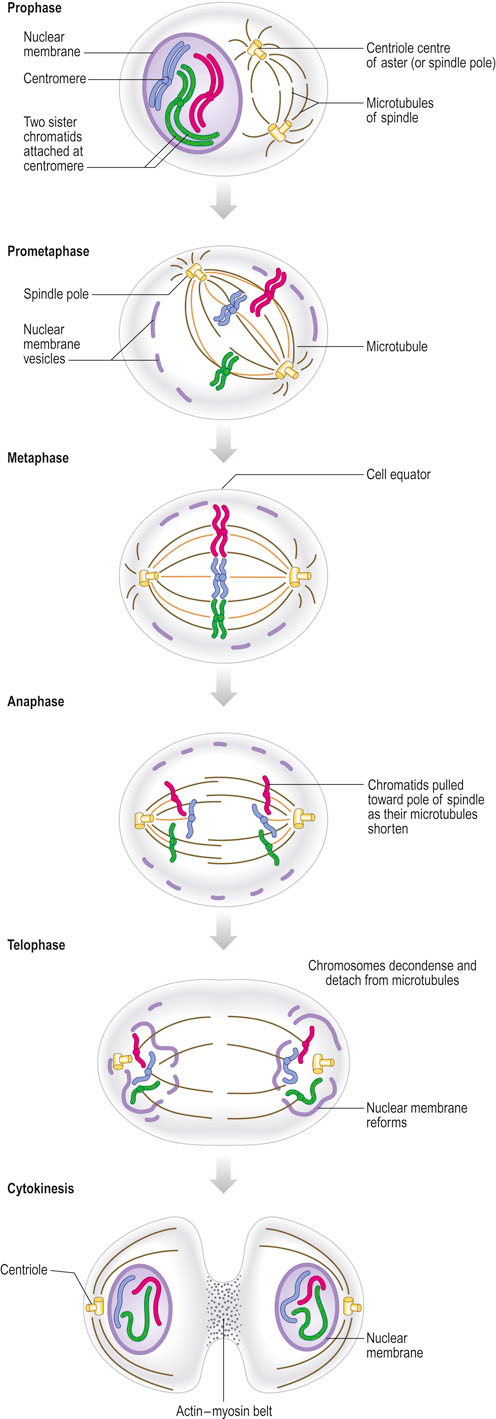 Prophase
Nuclear
membrane
Centromere
Two sister
chromatids
attached at
centromere
Centriole centre
of aster (or spindle pole)
Microtubules
of spindle
Prometaphase
Spindle pole
Nuclear
membrane
vesicles
Microtubule
Metaphase
Cell equator
Anaphase
Chromatids pulled
toward pole of spindle
as their microtubules
shorten
Telophase
Chromosomes decondense and
detach from microtubules
Nuclear membrane
reforms
Cytokinesis
Centriole
Nuclear
membrane
Actin–myosin belt